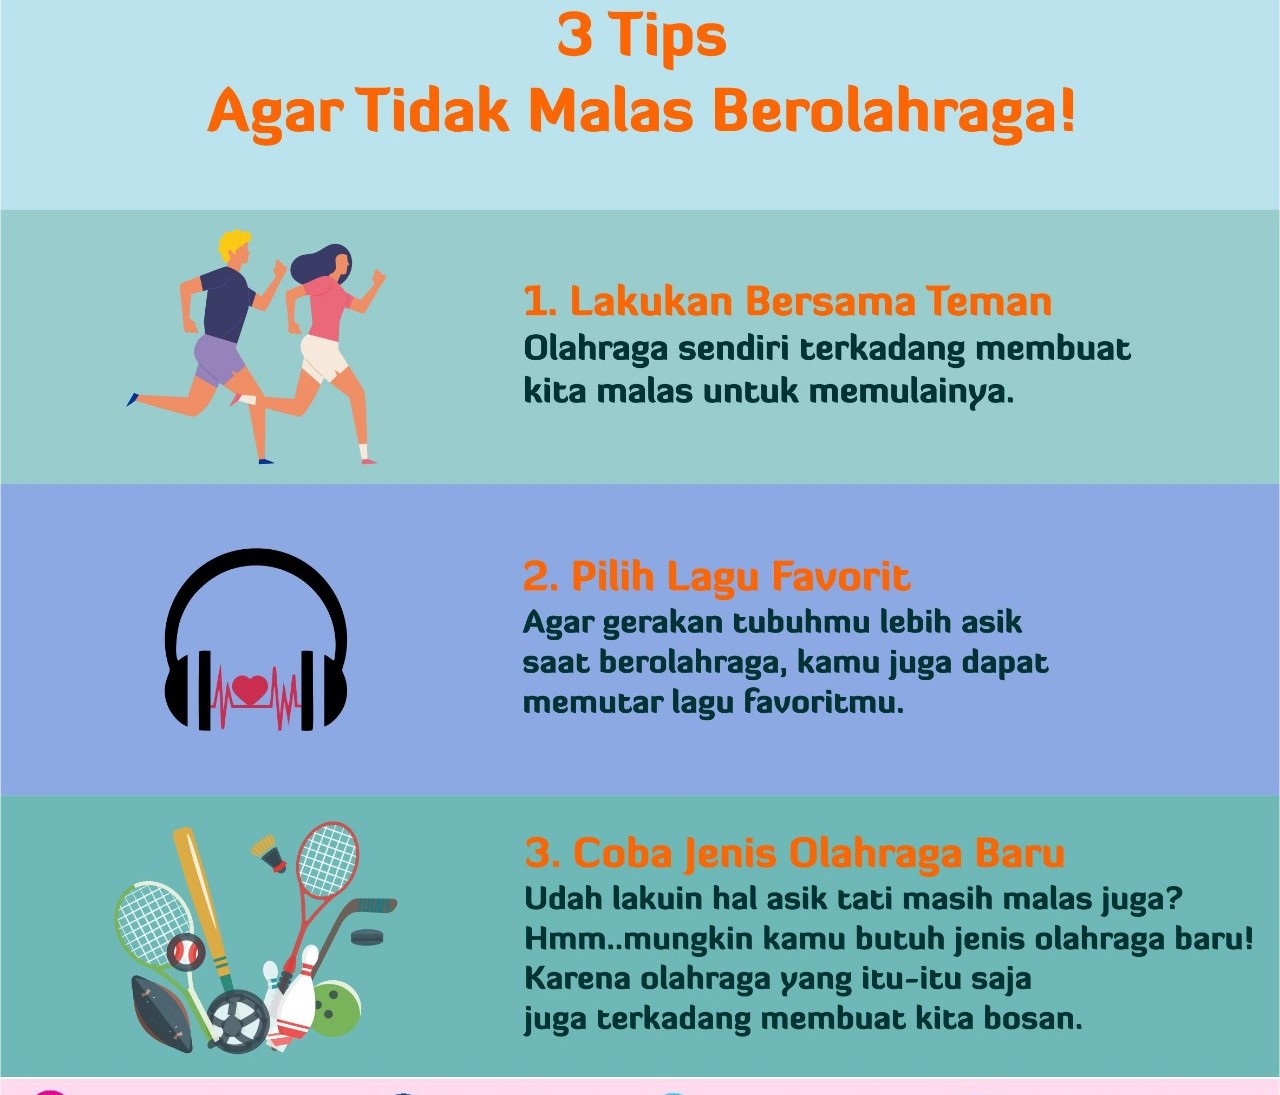 3 Tips
Agar Tidak Malas Berolahraga!
1. Lakukan Bersama Teman
Olahraga sendiri terkadang membuat
kita malas untuk memulainya.
2. Pilih Lagu Favorit
Agar gerakan tubuhmu lebih asik
saat berolahraga, kamu juga dapat
memutar lagu favoritmu.
3. Coba Jenis Olahraga Baru
Udah lakuin hal asik tati masih malas juga?
Hmm..mungkin kamu butuh jenis olahraga baru!
Karena olahraga yang itu-itu saja
juga terkadang membuat kita bosan.